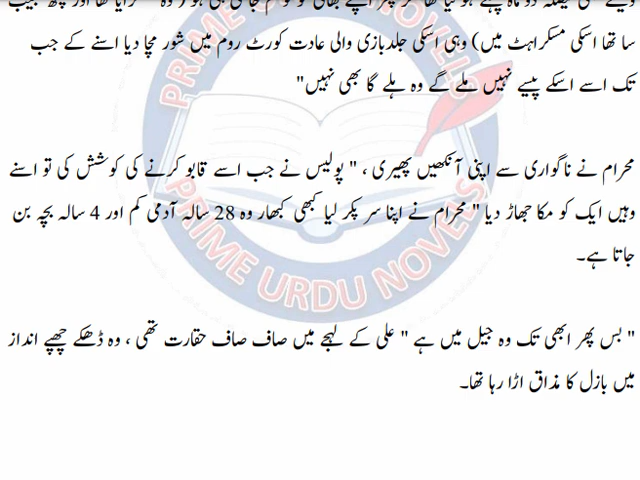 سا تھا اسکی مسکراہٹ میں) وہی اسکی جلدبازی والی عادت کورٹ روم میں شور مچا دیا اسنے کے جب
تک اسے اسکے پیسے نہیں ملے گے وہ ہلے گا بھی نہیں"
محرام نے ناگواری سے اپنی آنکھیں پھیری ، " پولیس نے جب اسے قابو کرنے کی کوشش کی تو اسنے
وہیں ایک کو مکا جھاڑ دیا " محرام نے اپنا سر پکڑ لیا کبھی کبھار وہ 28 سالہ آدمی کم اور 4 سالہ بچہ بن
جاتا ہے۔
" بس پھر ابھی تک وہ جیل میں ہے " علی کے لہجے میں صاف صاف حقارت تھی ، وہ ڈھکے چھپے انداز
میں بازل کا مذاق اڑا رہا تھا۔
PRIME URDU NOVELS
PRIME URDU NOVELS